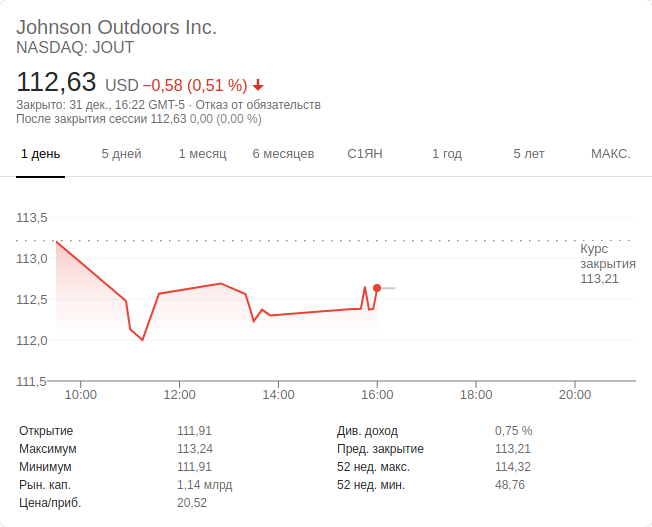 Johnson Outdoors Inc.
NASDAQ: JOUT
112,63 USD −0,58 (0,51 %)
Закрыто: 31 дек., 16:22 GMT-5 · Отказ от обязательств
После закрытия сессии 112,63 0,00 (0,00 %)
1 день 5 дней 1 месяц 6 месяцев С1ЯН 1 год 5 лет МАКС.
113,5
Курс
113,0
закрытия
113,21
112,5
112,0
111,5
10:00 12:00 14:00 16:00 18:00 20:00
Открытие 111,91 Див. доход 0,75 %
Максимум 113,24 Пред. закрытие 113,21
Минимум 111,91 52 нед. макс. 114,32
Рын. кап. 1,14 млрд 52 нед. мин. 48,76
Цена/приб. 20,52